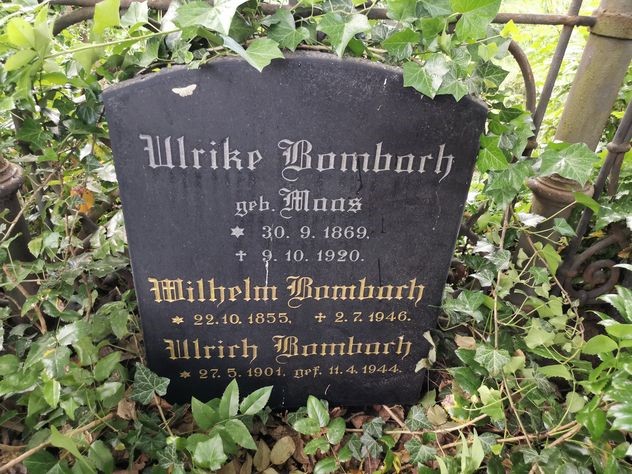 Ulrike Bombach
geb. Maas
* 30. 9. 1869.
✝ 9. 10. 1920.
Wilhelm Bombach
* 22. 10. 1855, ✝ 2. 7. 1946.
Ulrich Bombach
* 27. 5. 1901, gef. 11. 4. 1944.